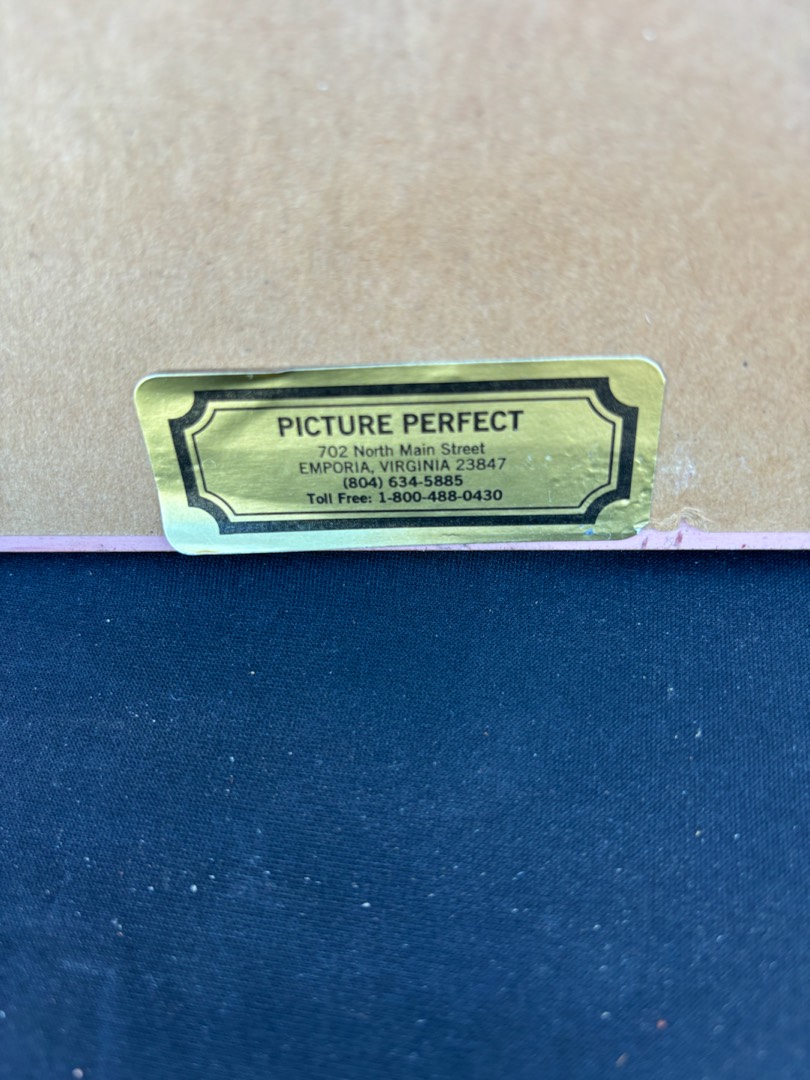 PICTURE PERFECT
702 North Main Street
EMPORIA, VIRGINIA 23847
(804) 634-5885
Toll Free: 1-800-488-0430